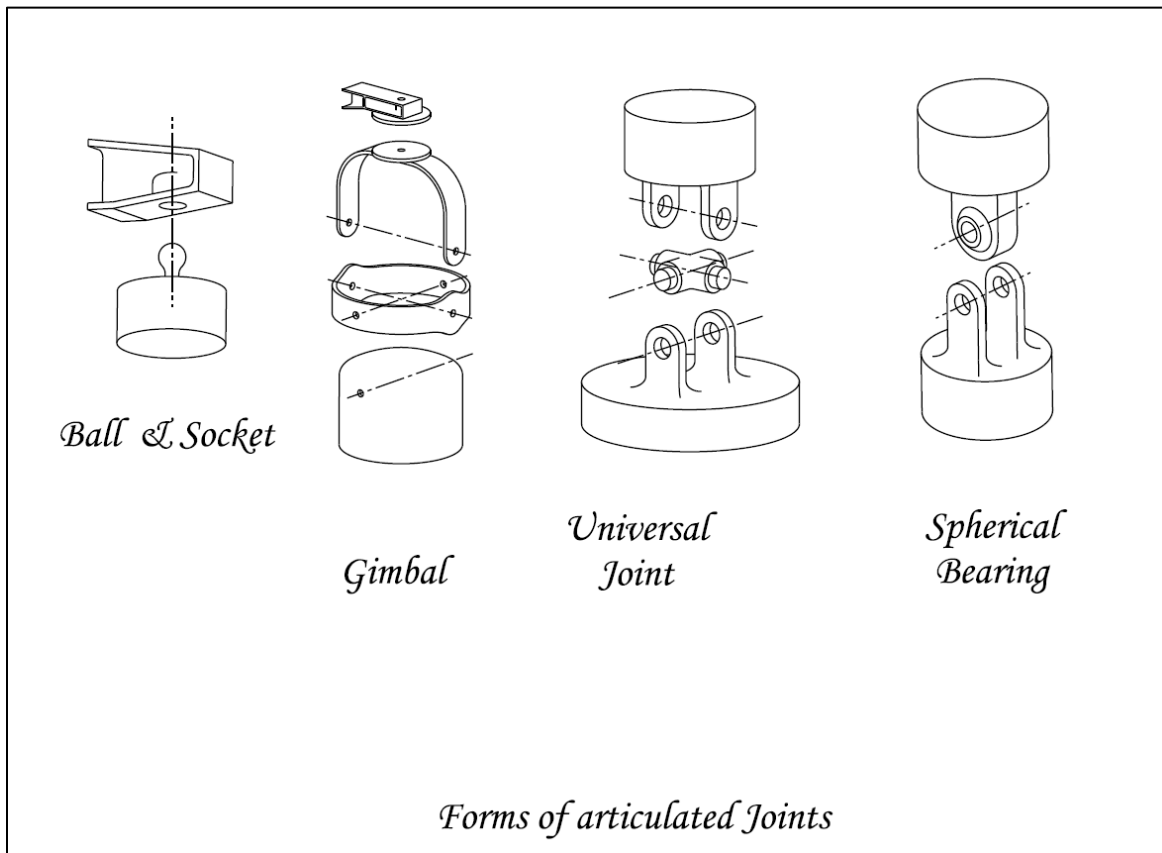 Ball & Socket
Gimbal
Universal
Joint
Spherical
Bearing
Forms of articulated Joints